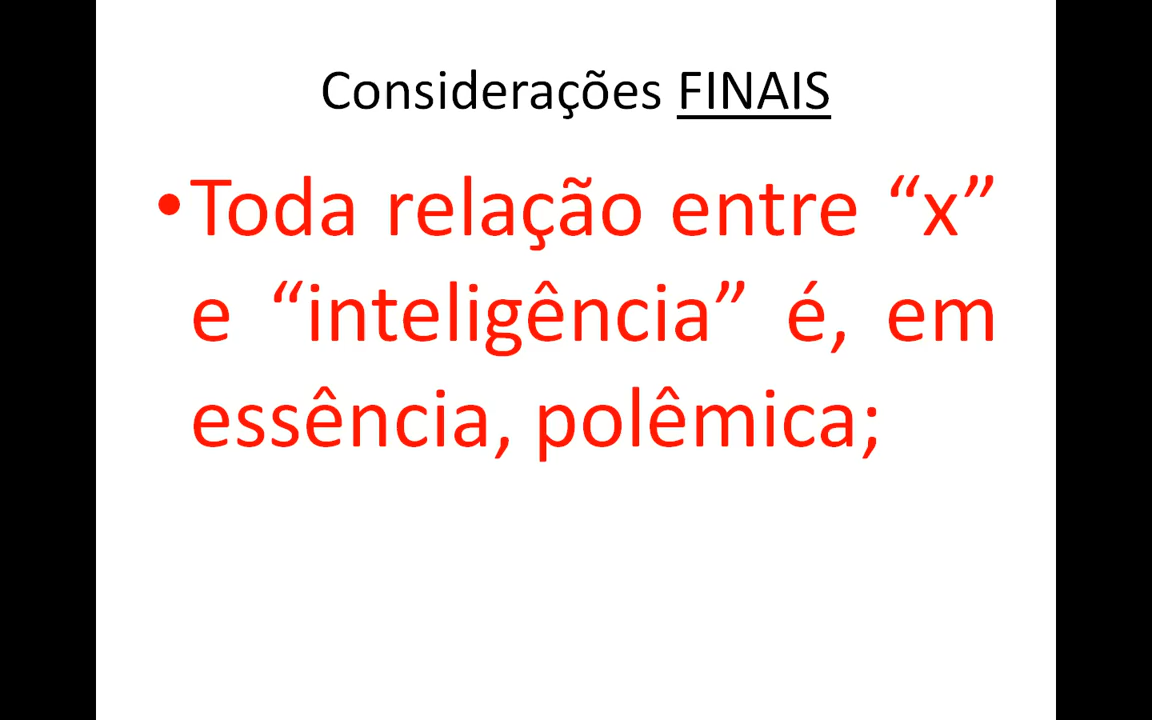 Considerações FINAIS
•Toda relação entre “x”
e “inteligência” é, em
essência, polêmica;